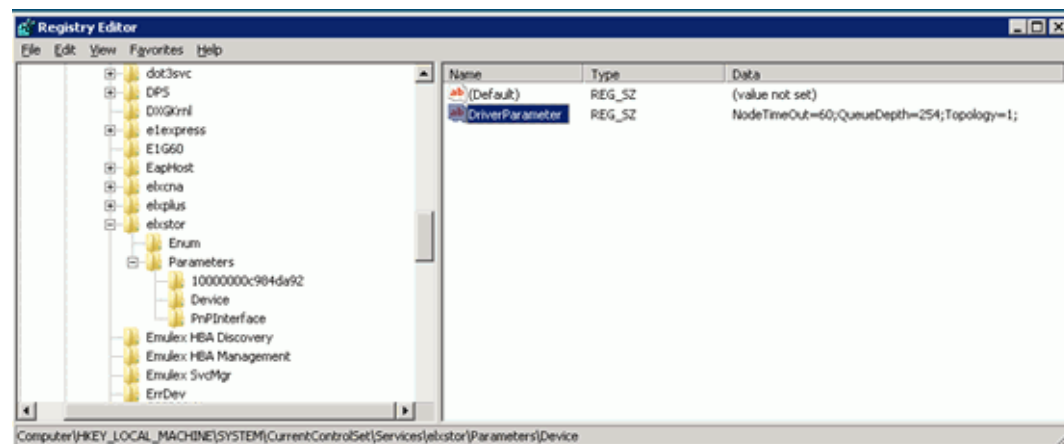 Registry Editor
File Edit View Favorites Help
dot3svc
DPS
DXGKrnl
e1express
E1G60
EapHost
elxcna
elxplus
elxstor
Enum
Parameters
10000000c984da92
Device
PnPInterface
Emulex HBA Discovery
Emulex HBA Management
Emulex SvcMgr
ErrDev
Name Type Data
(Default) REG_SZ (value not set)
DriverParameter REG_SZ NodeTimeOut=60;QueueDepth=254;Topology=1;
Computer\HKEY_LOCAL_MACHINE\SYSTEM\CurrentControlSet\Services\elxstor\Parameters\Device